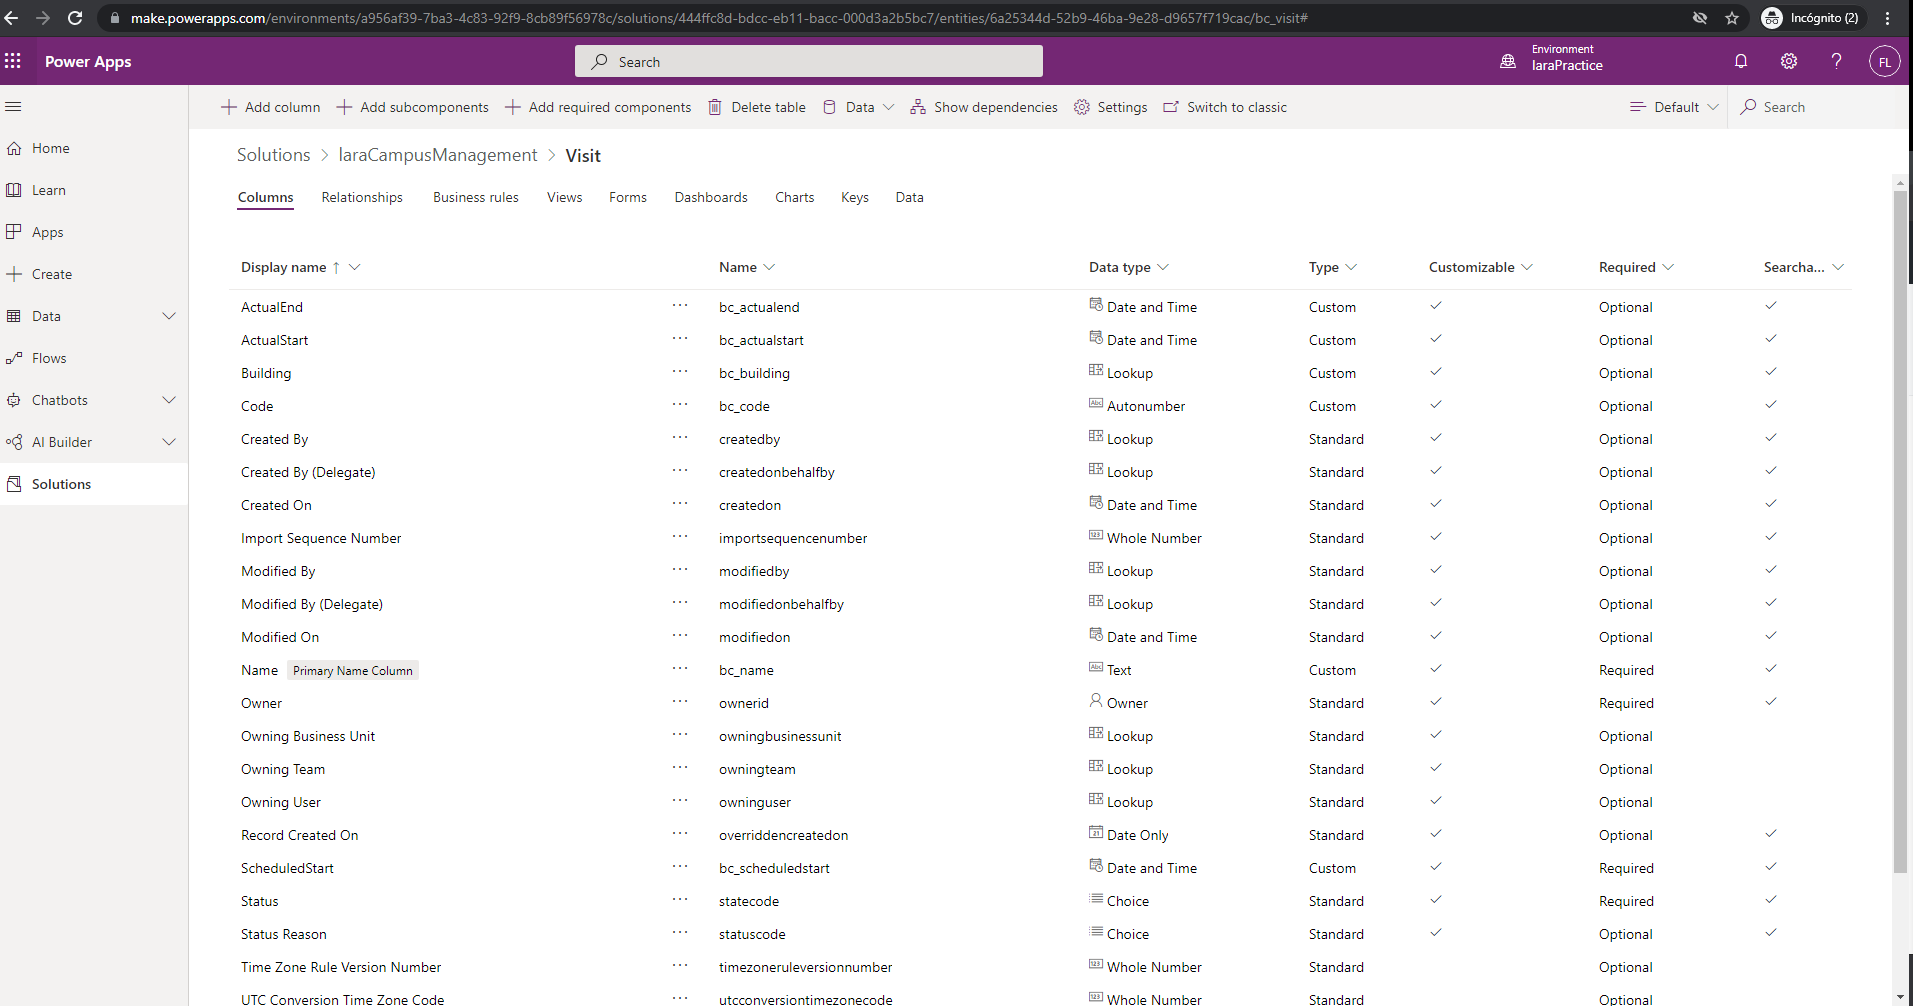 make.powerapps.com/environments/a956af39-7ba3-4c83-92f9-8cb89f56978c/solutions/444ffc8d-bdcc-eb11-bacc-000d3a2b5bc7/entities/6a25344d-52b9-46ba-9e28-d9657f719cac/bc_visit# Incógnito (2)
Power Apps Search Environment laraPractice FL
Add column Add subcomponents Add required components Delete table Data Show dependencies Settings Switch to classic Default Search
Home
Learn
Apps
Create
Data
Flows
Chatbots
AI Builder
Solutions
Solutions > laraCampusManagement > Visit
Columns Relationships Business rules Views Forms Dashboards Charts Keys Data
Display name ↑ Name Data type Type Customizable Required Searcha...
ActualEnd ... bc_actualend Date and Time Custom Optional
ActualStart ... bc_actualstart Date and Time Custom Optional
Building ... bc_building Lookup Custom Optional
Code ... bc_code Abc Autonumber Custom Optional
Created By ... createdby Lookup Standard Optional
Created By (Delegate) ... createdonbehalfby Lookup Standard Optional
Created On ... createdon Date and Time Standard Optional
Import Sequence Number ... importsequencenumber 123 Whole Number Standard Optional
Modified By ... modifiedby Lookup Standard Optional
Modified By (Delegate) ... modifiedonbehalfby Lookup Standard Optional
Modified On ... modifiedon Date and Time Standard Optional
Name Primary Name Column ... bc_name Abc Text Custom Required
Owner ... ownerid Owner Standard Required
Owning Business Unit ... owningbusinessunit Lookup Standard Optional
Owning Team ... owningteam Lookup Standard Optional
Owning User ... owninguser Lookup Standard Optional
Record Created On ... overriddencreatedon 21 Date Only Standard Optional
ScheduledStart ... bc_scheduledstart Date and Time Custom Required
Status ... statecode Choice Standard Required
Status Reason ... statuscode Choice Standard Optional
Time Zone Rule Version Number ... timezoneruleversionnumber 123 Whole Number Standard Optional
UTC Conversion Time Zone Code ... utcconversiontimezonecode 123 Whole Number Standard Optional